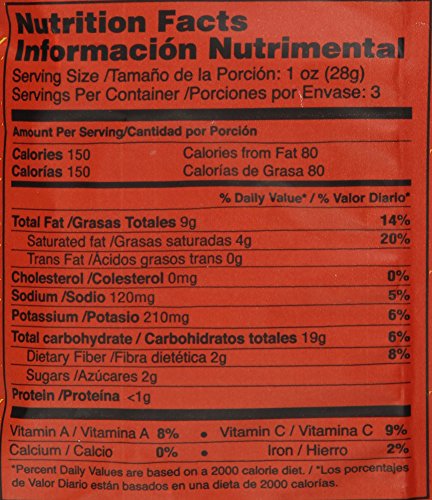 Nutrition Facts
Información Nutrimental
Serving Size /Tamaño de la Porción: 1 oz (28g)
Servings Per Container /Porciones por Envase: 3
Amount Per Serving/Cantidad por Porción
Calories 150 Calories from Fat 80
Calorías 150 Calorías de Grasa 80
% Daily Value* / % Valor Diario*
Total Fat /Grasas Totales 9g 14%
Saturated fat /Grasas saturadas 4g 20%
Trans Fat /Ácidos grasos trans 0g
Cholesterol /Colesterol 0mg 0%
Sodium /Sodio 120mg 5%
Potassium /Potasio 210mg 6%
Total carbohydrate / Carbohidratos totales 19g 6%
Dietary Fiber /Fibra dietética 2g 8%
Sugars /Azúcares 2g
Protein /Proteína <1g
Vitamin A / Vitamina A 8% • Vitamin C / Vitamina C 9%
Calcium / Calcio 0% • Iron / Hierro 2%
*Percent Daily Values are based on a 2000 calorie diet. / *Los porcentajes
de Valor Diario están basados en una dieta de 2000 calorías.